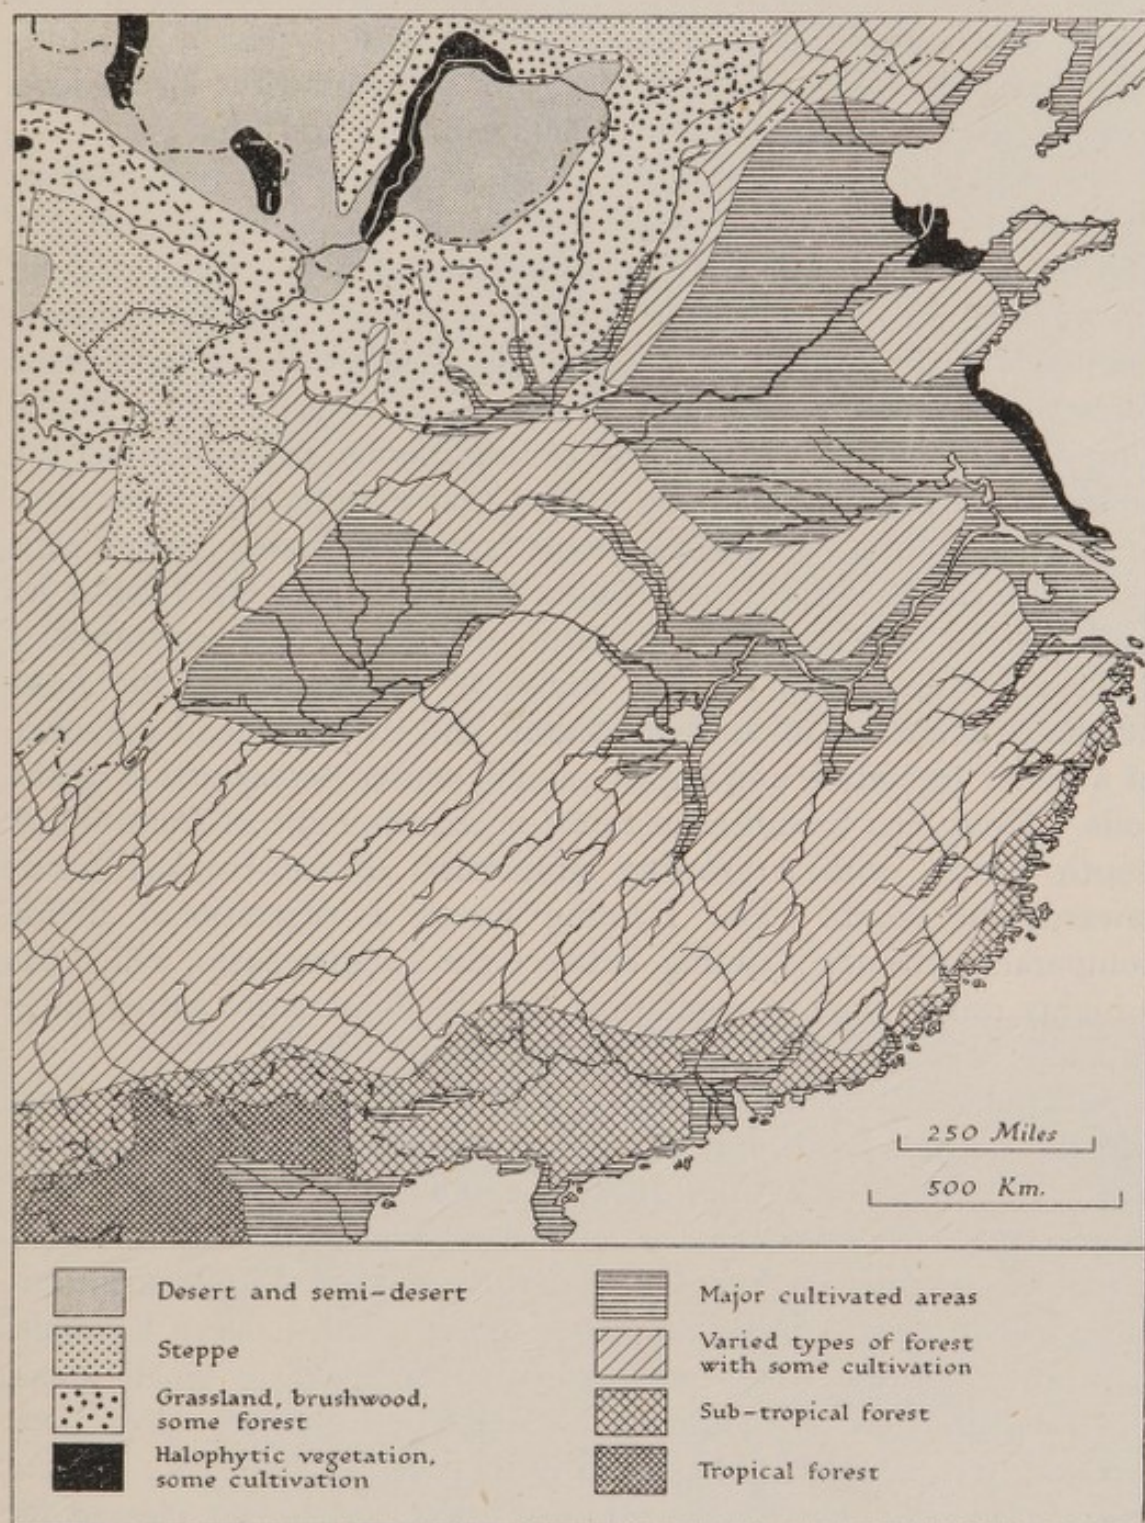 250 Miles
500 Km.
Desert and semi-desert
Steppe
Grassland, brushwood,
some forest
Halophytic vegetation,
some cultivation
Major cultivated areas
Varied types of forest
with some cultivation
Sub-tropical forest
Tropical forest